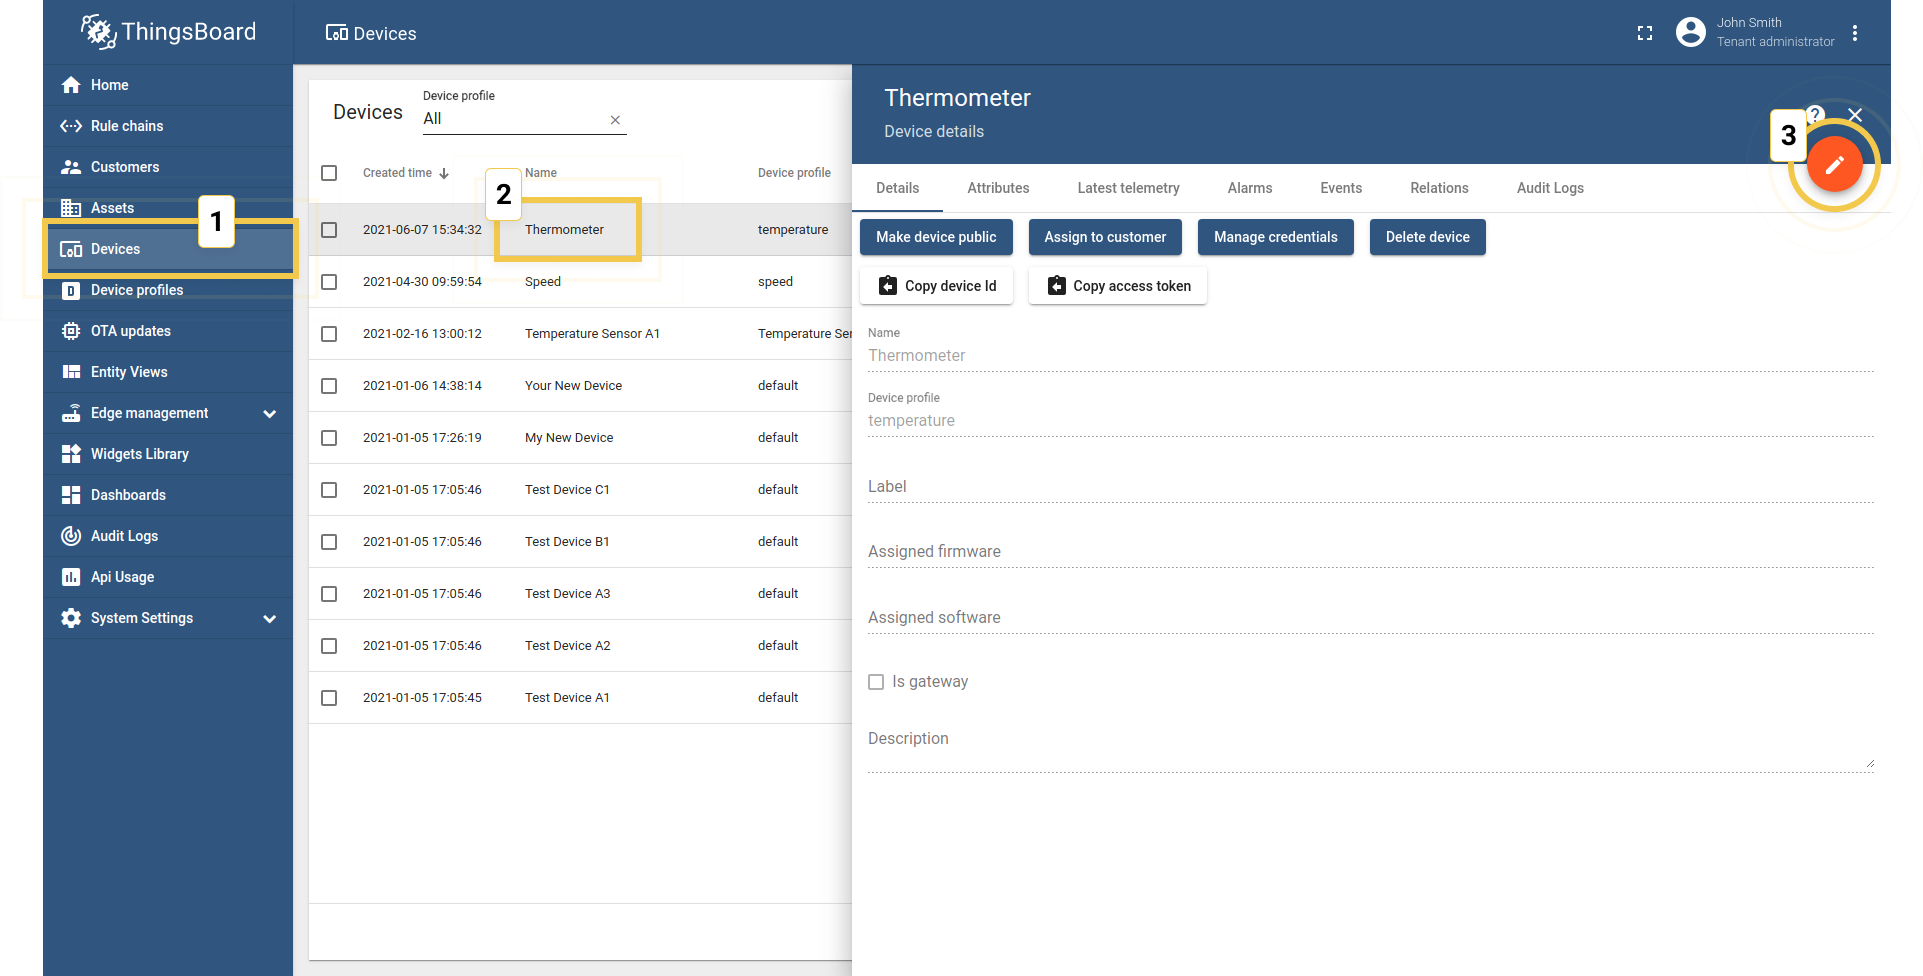 ThingsBoard
Devices
John Smith
Tenant administrator
Home
Rule chains
Customers
Assets
1
Devices
Device profiles
OTA updates
Entity Views
Edge management
Widgets Library
Dashboards
Audit Logs
Api Usage
System Settings
Devices
Device profile
All
Created time
2
Name
Device profile
2021-06-07 15:34:32 Thermometer temperature
2021-04-30 09:59:54 Speed speed
2021-02-16 13:00:12 Temperature Sensor A1 Temperature Ser
2021-01-06 14:38:14 Your New Device default
2021-01-05 17:26:19 My New Device default
2021-01-05 17:05:46 Test Device C1 default
2021-01-05 17:05:46 Test Device B1 default
2021-01-05 17:05:46 Test Device A3 default
2021-01-05 17:05:46 Test Device A2 default
2021-01-05 17:05:45 Test Device A1 default
Thermometer
Device details
?
3
Details Attributes Latest telemetry Alarms Events Relations Audit Logs
Make device public Assign to customer Manage credentials Delete device
Copy device Id Copy access token
Name
Thermometer
Device profile
temperature
Label
Assigned firmware
Assigned software
Is gateway
Description